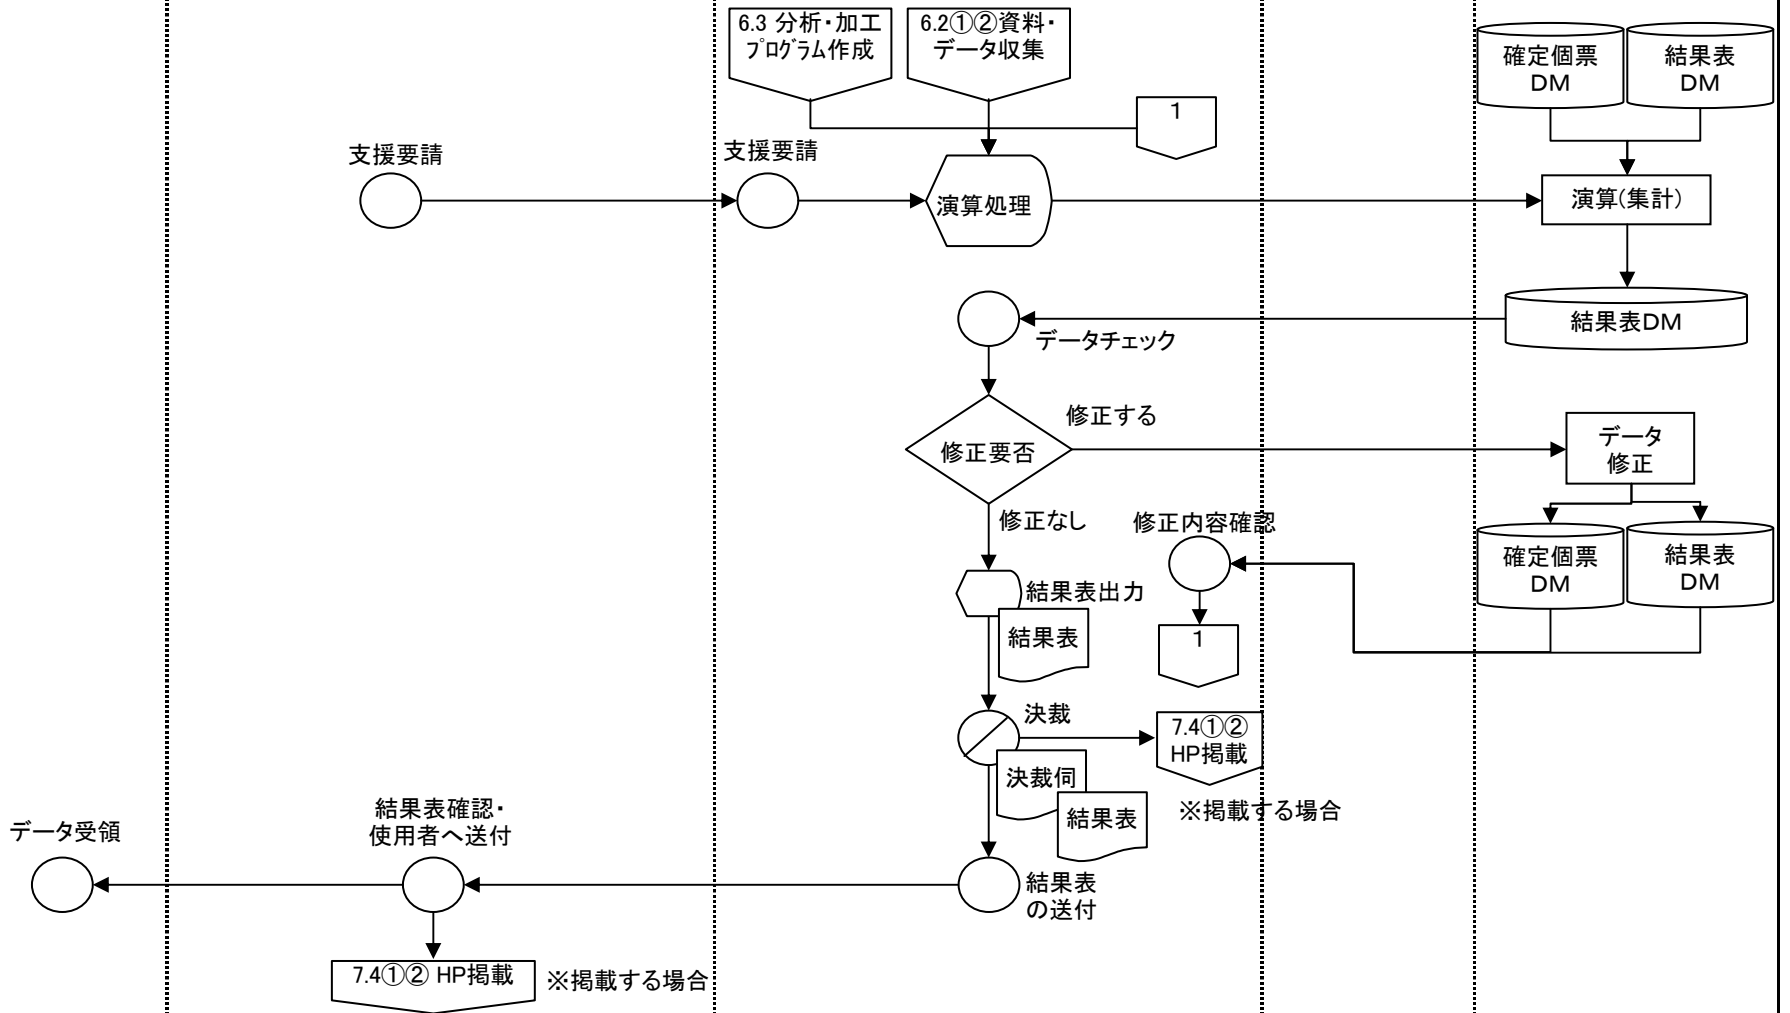 6.3 分析・加工
プログラム作成
6.2①②資料・
データ収集
確定個票
DM
結果表
DM
1
支援要請
支援要請
演算処理
演算(集計)
結果表DM
データチェック
修正する
修正要否
データ
修正
修正なし
修正内容確認
確定個票
DM
結果表
DM
結果表出力
結果表
1
決裁
7.4①②
HP掲載
決裁伺
結果表
※掲載する場合
データ受領
結果表確認・
使用者へ送付
結果表
の送付
7.4①② HP掲載
※掲載する場合